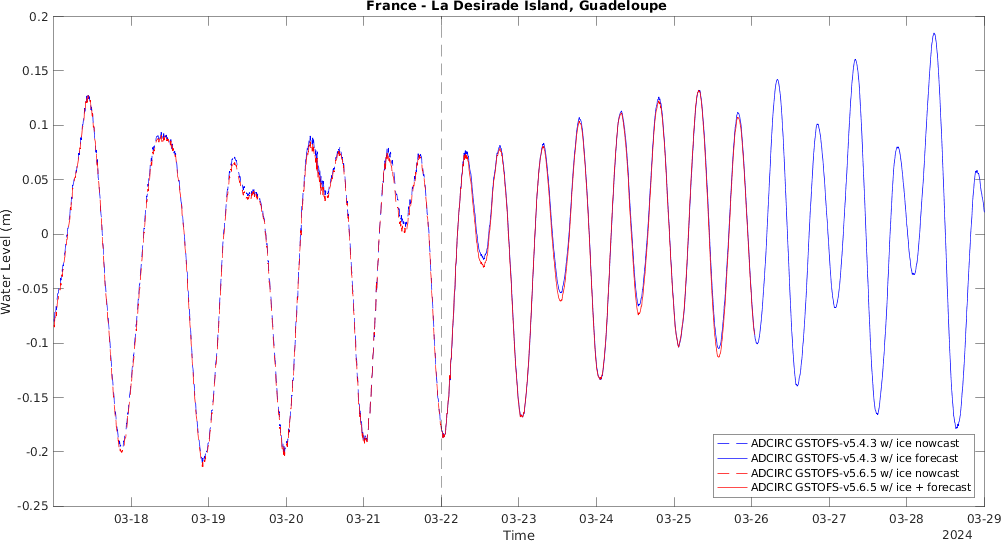 France - La Desirade Island, Guadeloupe
Water Level (m)
0.2
0.15
0.1
0.05
0
-0.05
-0.1
-0.15
-0.2
-0.25
ADCIRC GSTOFS-v5.4.3 w/ ice nowcast
ADCIRC GSTOFS-v5.4.3 w/ ice forecast
ADCIRC GSTOFS-v5.6.5 w/ ice nowcast
ADCIRC GSTOFS-v5.6.5 w/ ice + forecast
03-18 03-19 03-20 03-21 03-22 03-23 03-24 03-25 03-26 03-27 03-28 03-29
Time
2024